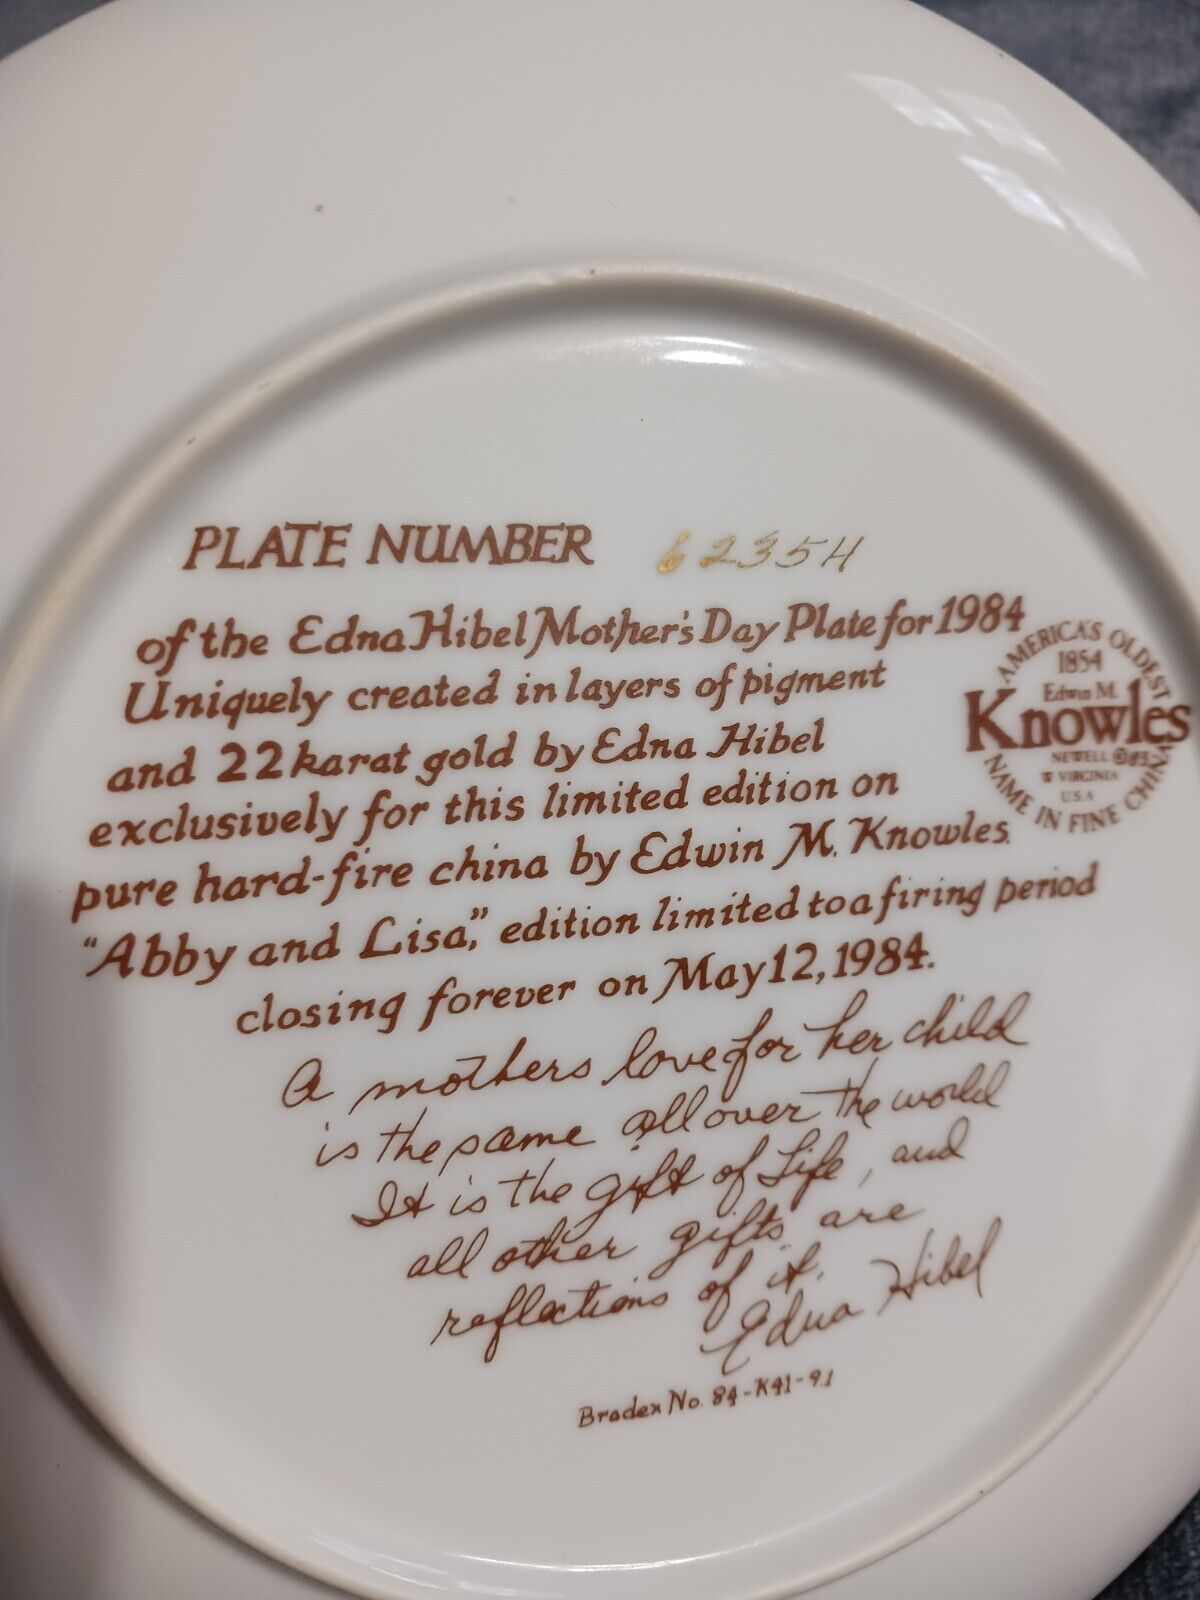 PLATE NUMBER 62354
of the Edna Hibel Mother's Day Plate for 1984
Uniquely created in layers of pigment
and 22 karat gold by Edna Hibel
exclusively for this limited edition on
pure hard-fire china by Edwin M. Knowles.
"Abby and Lisa," edition limited to a firing period
closing forever on May 12, 1984.
A mothers love for her child
is the same all over the world
It is the gift of Life, and
all other gifts are
reflections of it.
Edna Hibel
Bradex No. 84-K41-9.1
AMERICA'S OLDEST
1854
Edwin M.
Knowles
NEWELL ©83
W VIRGINIA
U.S.A
NAME IN FINE CHINA